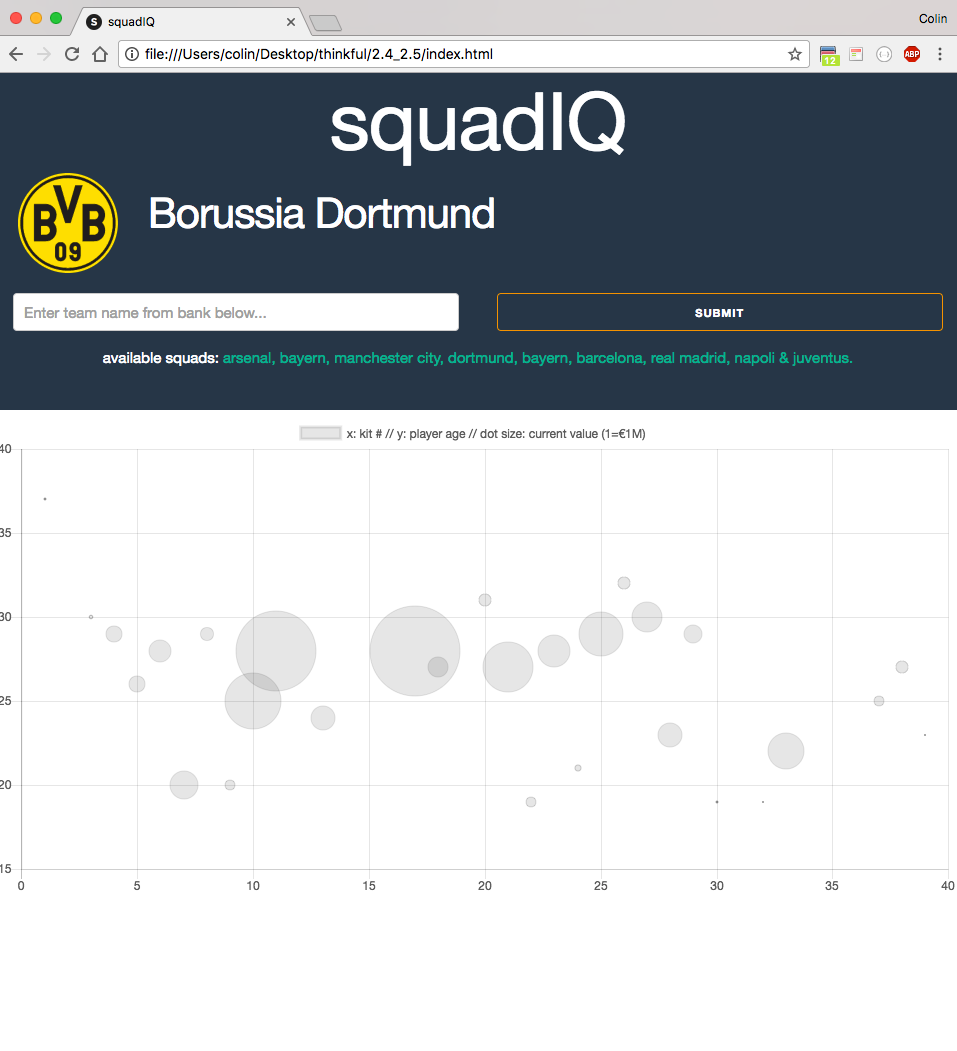 S squadIQ
Colin
file:///Users/colin/Desktop/thinkful/2.4_2.5/index.html
12
ABP
squadIQ
BVB
09
Borussia Dortmund
Enter team name from bank below...
SUBMIT
available squads: arsenal, bayern, manchester city, dortmund, bayern, barcelona, real madrid, napoli & juventus.
x: kit # // y: player age // dot size: current value (1=€1M)
40
35
30
25
20
15
0 5 10 15 20 25 30 35 40